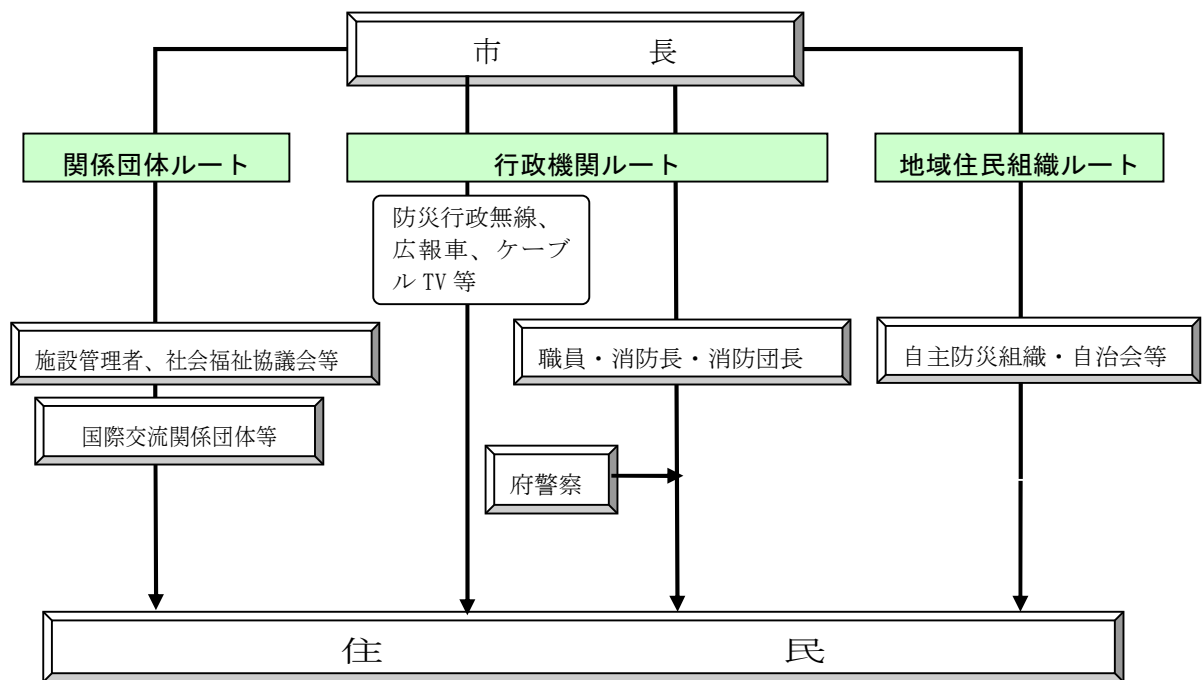 市 長
関係団体ルート
行政機関ルート
地域住民組織ルート
防災行政無線、
広報車、ケーブ
ル TV 等
施設管理者、社会福祉協議会等
職員・消防長・消防団長
自主防災組織・自治会等
国際交流関係団体等
府警察
住 民